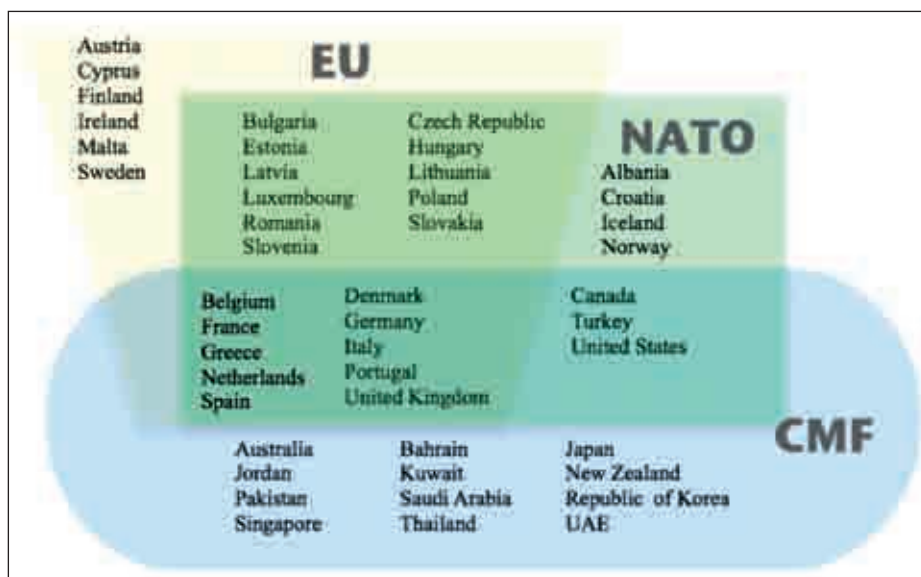 EU
Austria
Cyprus
Finland
Ireland
Malta
Sweden
NATO
Bulgaria
Estonia
Latvia
Luxembourg
Romania
Slovenia
Czech Republic
Hungary
Lithuania
Poland
Slovakia
Albania
Croatia
Iceland
Norway
Belgium
France
Greece
Netherlands
Spain
Denmark
Germany
Italy
Portugal
United Kingdom
Canada
Turkey
United States
CMF
Australia
Jordan
Pakistan
Singapore
Bahrain
Kuwait
Saudi Arabia
Thailand
Japan
New Zealand
Republic of Korea
UAE